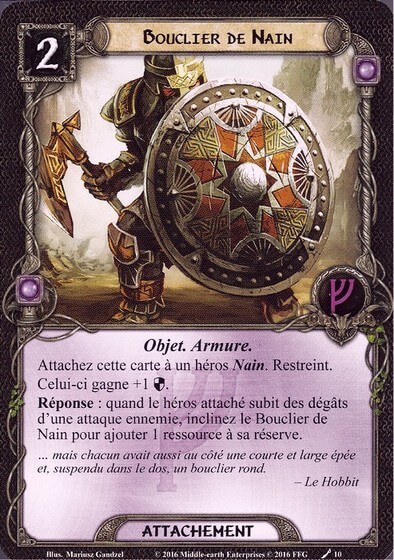 Bouclier de Nain
2
Objet. Armure.
Attachez cette carte à un héros Nain. Restreint.
Celui-ci gagne +1 .
Réponse : quand le héros attaché subit des dégâts
d'une attaque ennemie, inclinez le Bouclier de
Nain pour ajouter 1 ressource à sa réserve.
... mais chacun avait aussi au côté une courte et large épée
et, suspendu dans le dos, un bouclier rond.
– Le Hobbit
Attachement
Illus. Mariusz Gandzel © 2016 Middle-earth Enterprises © 2016 FFG 10